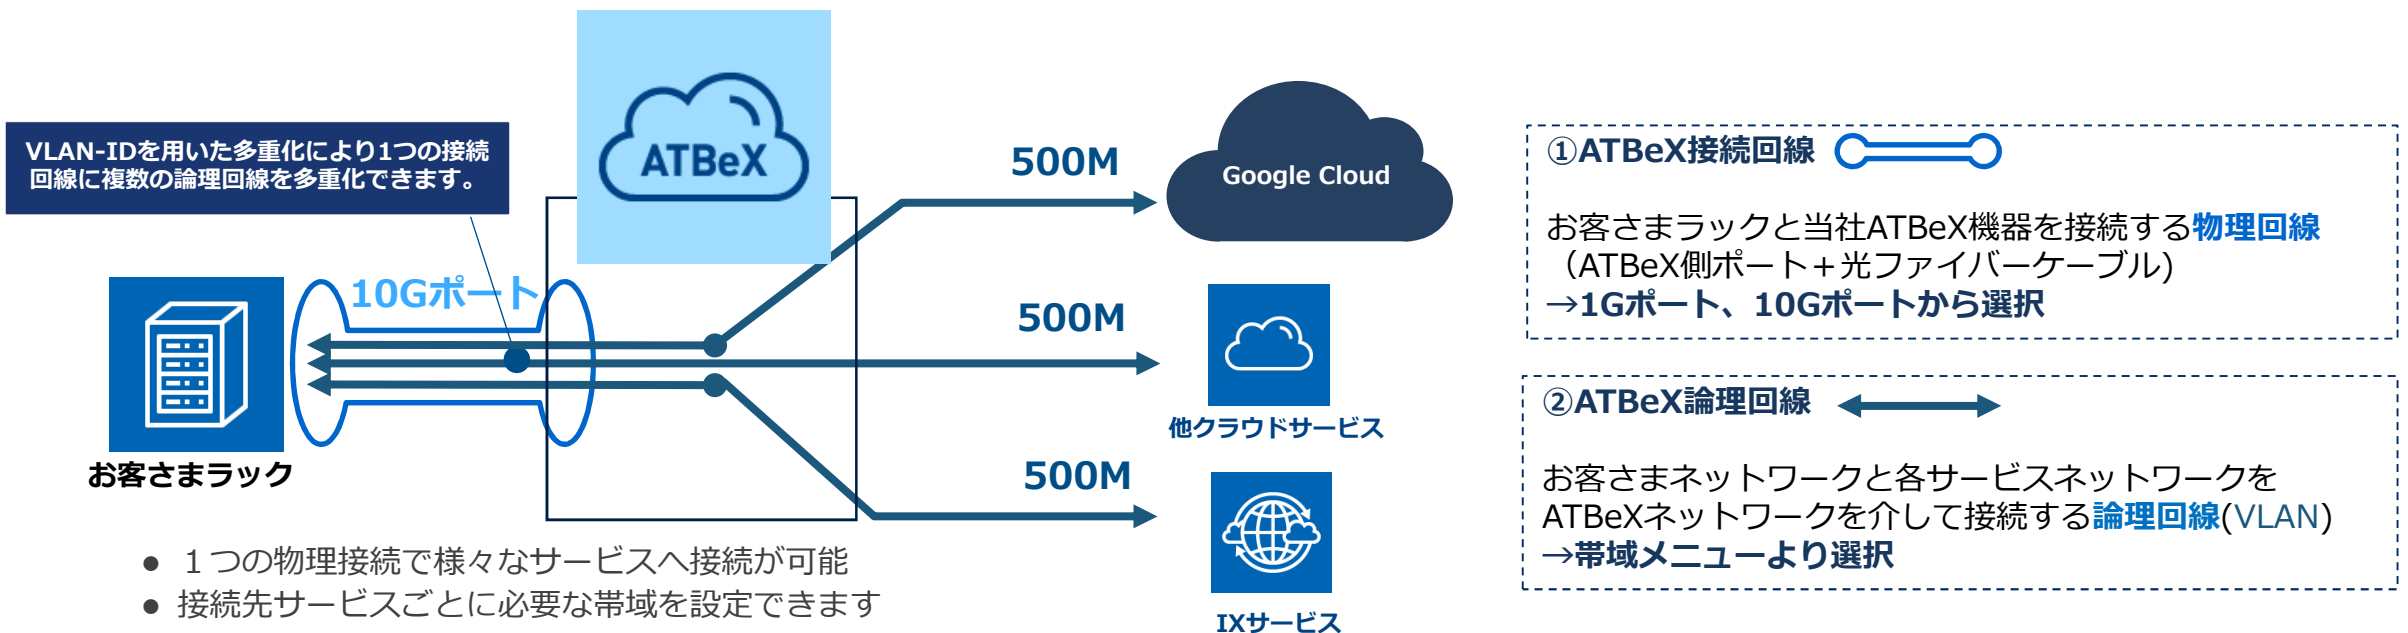 VLAN-IDを用いた多重化により1つの接続
回線に複数の論理回線を多重化できます。
ATBeX
10Gポート
お客さまラック
500M
Google Cloud
500M
他クラウドサービス
500M
IXサービス
● １つの物理接続で様々なサービスへ接続が可能
● 接続先サービスごとに必要な帯域を設定できます
①ATBeX接続回線
お客さまラックと当社ATBeX機器を接続する物理回線
（ATBeX側ポート＋光ファイバーケーブル)
→1Gポート、10Gポートから選択
②ATBeX論理回線
お客さまネットワークと各サービスネットワークを
ATBeXネットワークを介して接続する論理回線(VLAN)
→帯域メニューより選択